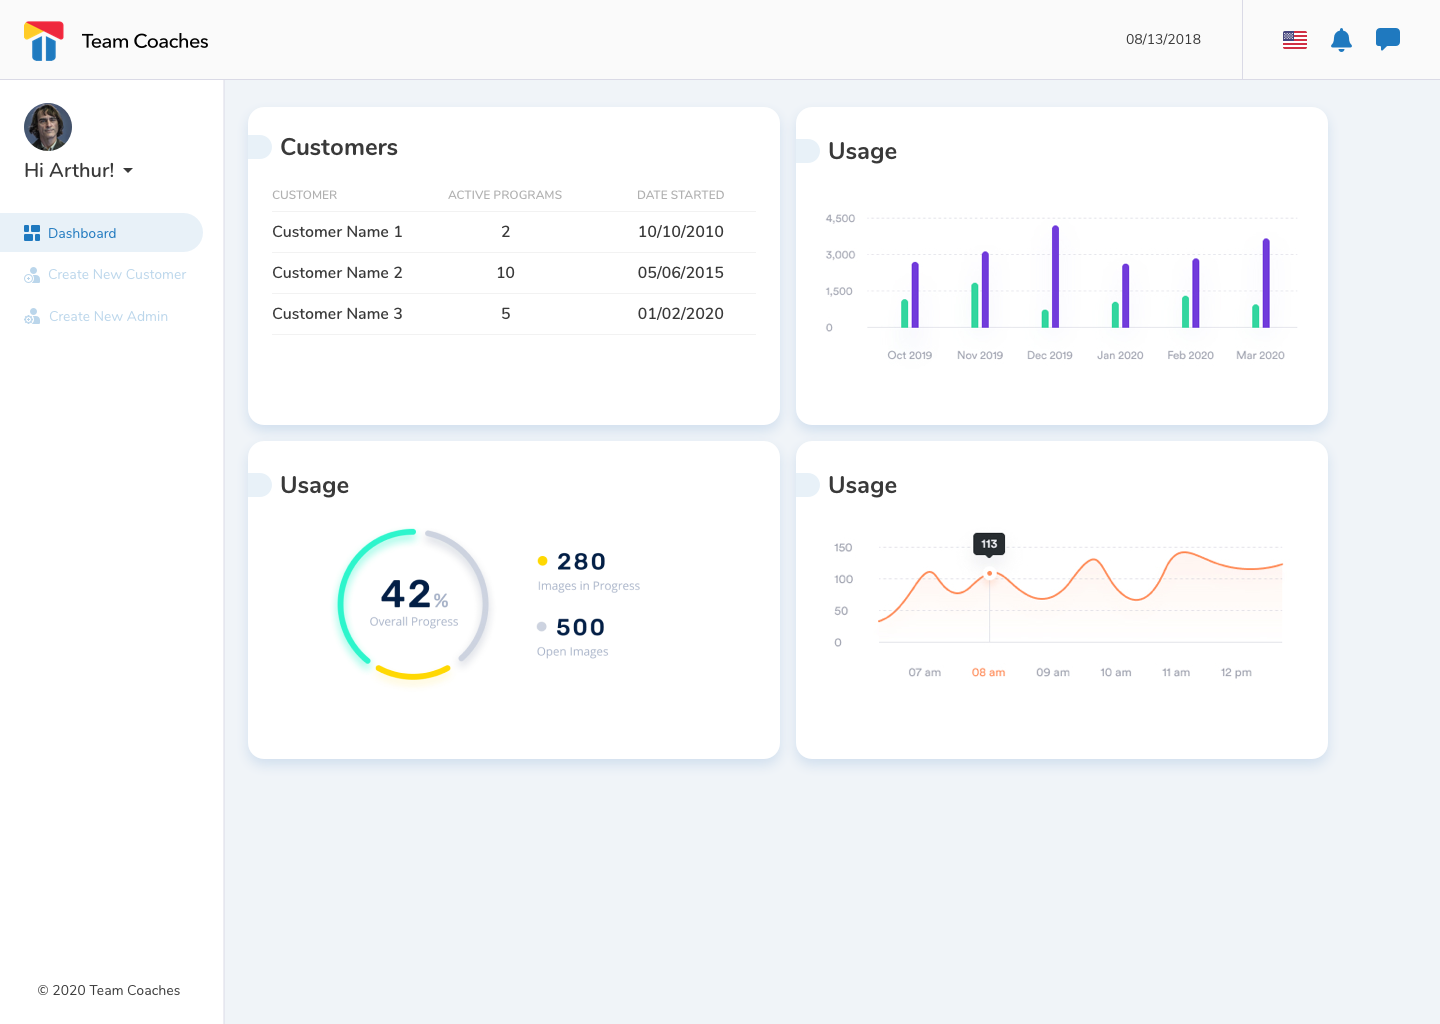 Team Coaches
08/13/2018
Hi Arthur!
Dashboard
Create New Customer
Create New Admin
© 2020 Team Coaches
Customers
CUSTOMER ACTIVE PROGRAMS DATE STARTED
Customer Name 1 2 10/10/2010
Customer Name 2 10 05/06/2015
Customer Name 3 5 01/02/2020
Usage
4,500
3,000
1,500
0
Oct 2019 Nov 2019 Dec 2019 Jan 2020 Feb 2020 Mar 2020
Usage
42%
Overall Progress
280
Images in Progress
500
Open Images
Usage
113
150
100
50
0
07 am 08 am 09 am 10 am 11 am 12 pm